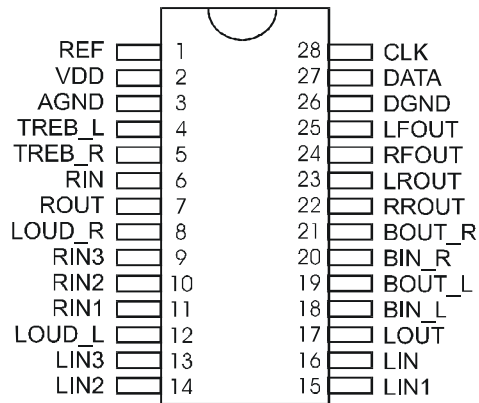 REF 1 28 CLK
VDD 2 27 DATA
AGND 3 26 DGND
TREB_L 4 25 LFOUT
TREB_R 5 24 RFOUT
RIN 6 23 LROUT
ROUT 7 22 RROUT
LOUD_R 8 21 BOUT_R
RIN3 9 20 BIN_R
RIN2 10 19 BOUT_L
RIN1 11 18 BIN_L
LOUD_L 12 17 LOUT
LIN3 13 16 LIN
LIN2 14 15 LIN1